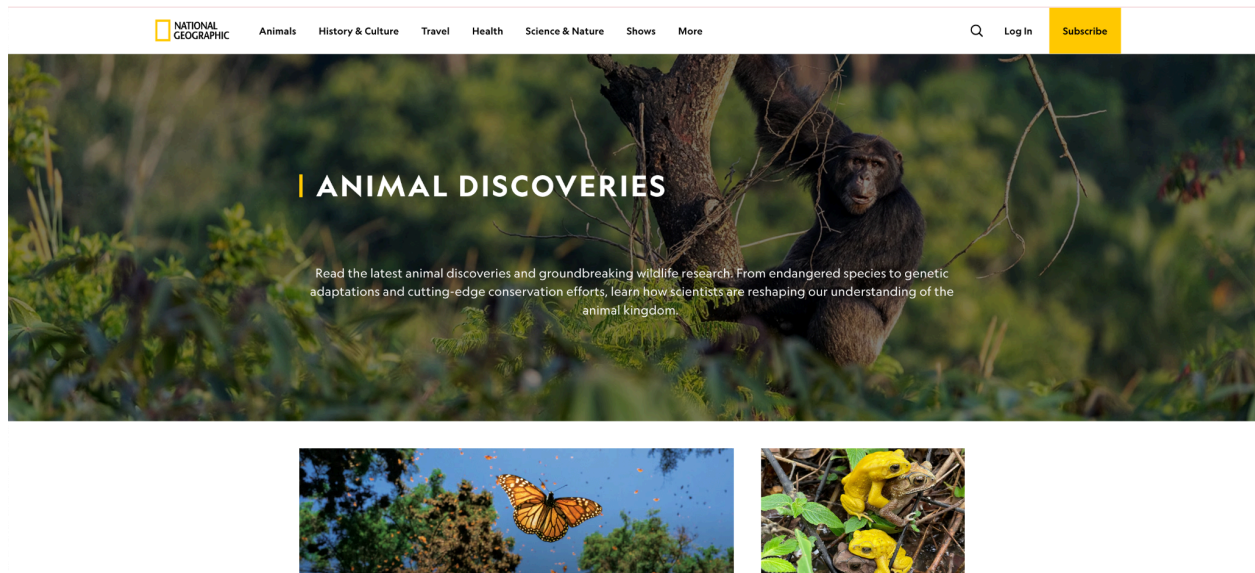 NATIONAL
GEOGRAPHIC
Animals History & Culture Travel Health Science & Nature Shows More Log In Subscribe
ANIMAL DISCOVERIES
Read the latest animal discoveries and groundbreaking wildlife research. From endangered species to genetic
adaptations and cutting-edge conservation efforts, learn how scientists are reshaping our understanding of the
animal kingdom.